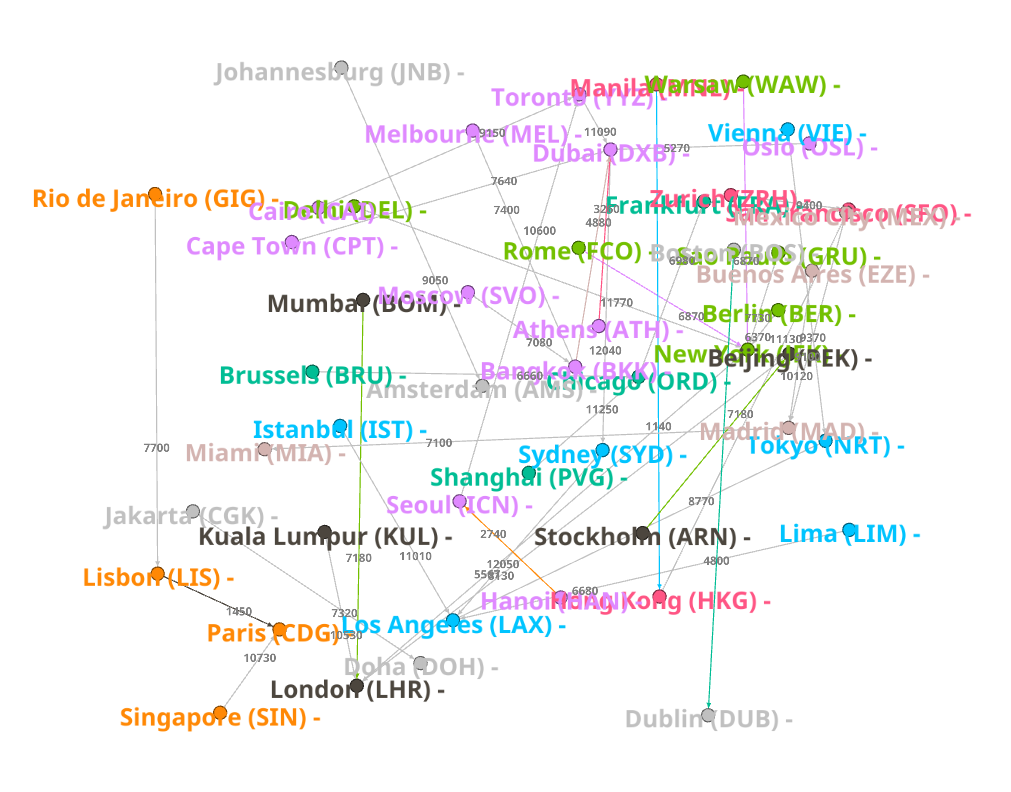 Johannesburg (JNB) -
Manila (MNL) -
Warsaw (WAW) -
Toronto (YYZ) -
Melbourne (MEL) -
9150
11090
Vienna (VIE) -
Dubai (DXB) -
5270
Oslo (OSL) -
7640
Rio de Janeiro (GIG) -
Zurich (ZRH) -
Cairo (CAI) -
Delhi (DEL) -
7400
Frankfurt (FRA) -
9400
San Francisco (SFO) -
Mexico City (MEX) -
4880
10600
Cape Town (CPT) -
Rome (FCO) -
Boston (BOS) -
São Paulo (GRU) -
6980
6870
Buenos Aires (EZE) -
9050
Moscow (SVO) -
Mumbai (BOM) -
11770
6870
Berlin (BER) -
7730
Athens (ATH) -
6370
11130
9370
7080
12040
New York (JFK) -
Beijing (PEK) -
Brussels (BRU) -
6660
Bangkok (BKK) -
10120
Chicago (ORD) -
Amsterdam (AMS) -
11250
7180
1140
Istanbul (IST) -
Madrid (MAD) -
7100
7700
Miami (MIA) -
Sydney (SYD) -
Tokyo (NRT) -
Shanghai (PVG) -
8770
Seoul (ICN) -
Jakarta (CGK) -
Kuala Lumpur (KUL) -
2740
Stockholm (ARN) -
Lima (LIM) -
7180
11010
12050
4800
Lisbon (LIS) -
8130
6680
Hanoi (HAN) -
Hong Kong (HKG) -
1450
7320
Los Angeles (LAX) -
Paris (CDG) -
10550
10730
Doha (DOH) -
London (LHR) -
Singapore (SIN) -
Dublin (DUB) -